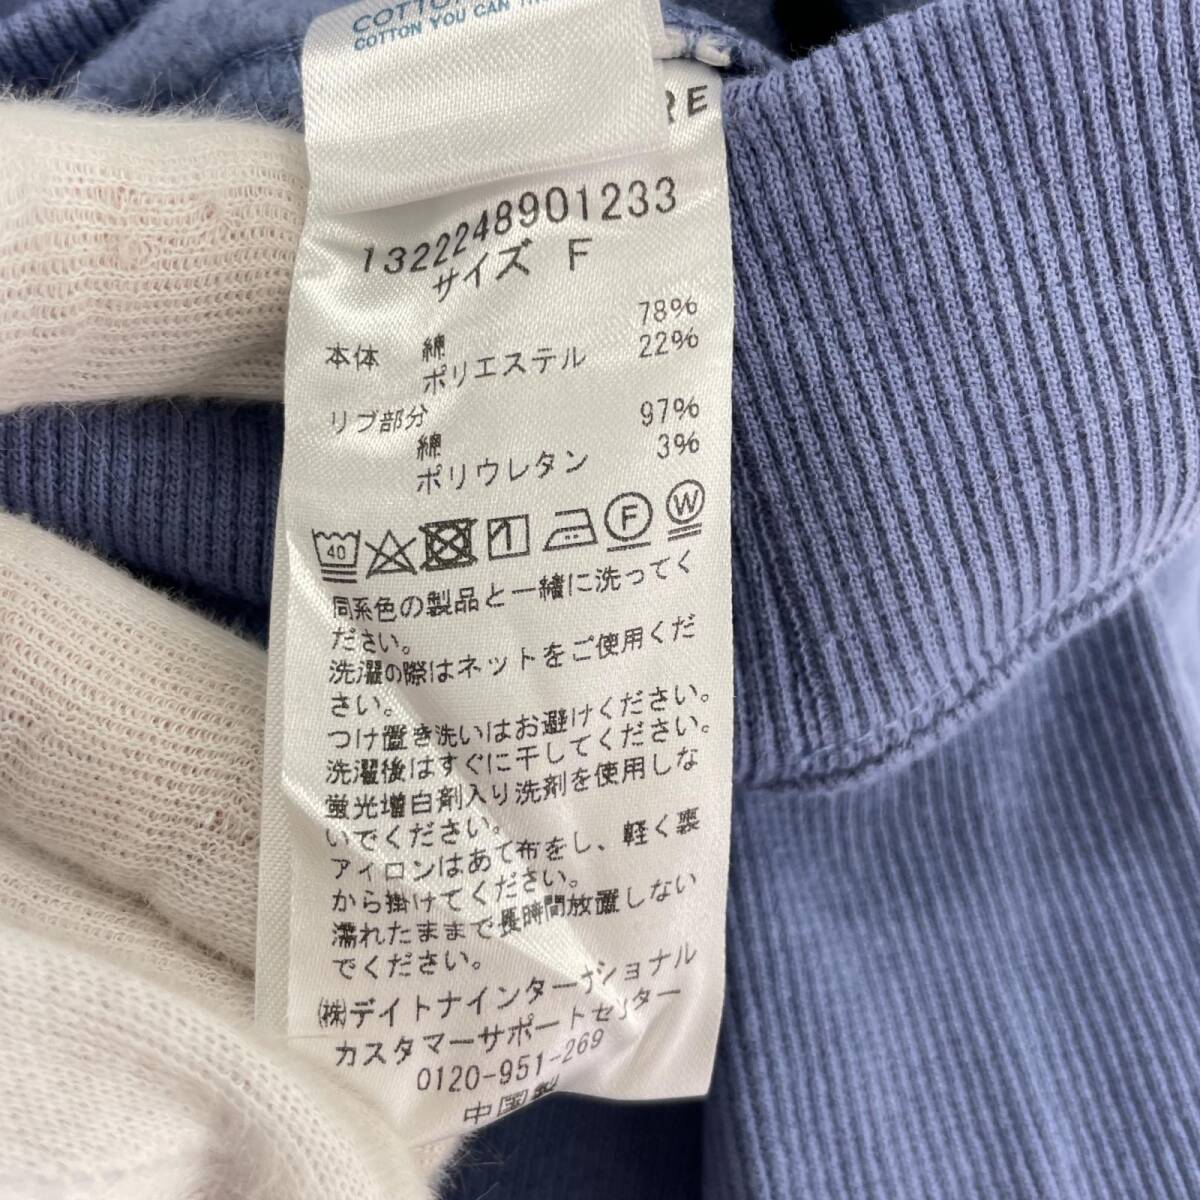 COTTON
COTTON YOU CAN
RE
1322248901233
サイズ F
本体 綿 78%
ポリエステル 22%
リブ部分
綿 97%
ポリウレタン 3%
40 F W
同系色の製品と一緒に洗ってく
ださい。
洗濯の際はネットをご使用くだ
さい。
つけ置き洗いはお避けください。
洗濯後はすぐに干してください。
蛍光増白剤入り洗剤を使用しな
いでください。
アイロンはあて布をし、軽く裏
から掛けてください。
濡れたままで長時間放置しない
でください。
㈱デイトナインターナショナル
カスタマーサポートセンター
0120-951-269
中国製